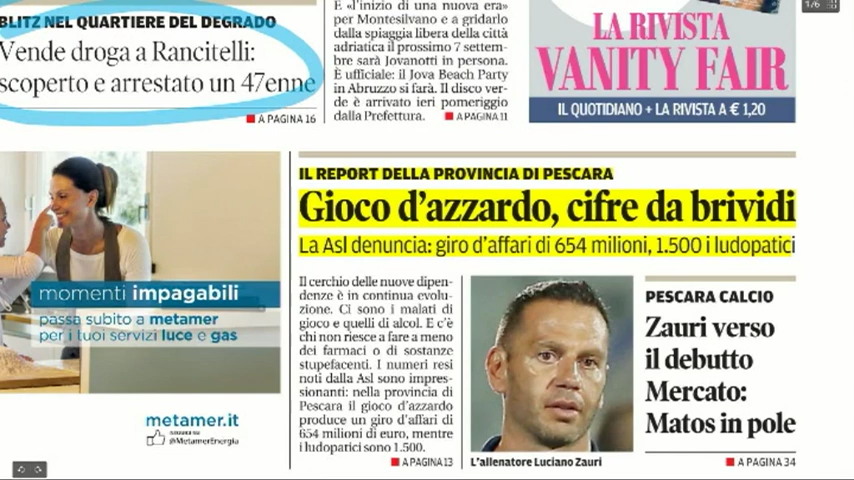 BLITZ NEL QUARTIERE DEL DEGRADO
Vende droga a Rancitelli:
scoperto e arrestato un 47enne
A PAGINA 16
E «l'inizio di una nuova era»
per Montesilvano e a gridarlo
dalla spiaggia libera della città
adriatica il prossimo 7 settem-
bre sarà Jovanotti in persona.
È ufficiale: il Jova Beach Party
in Abruzzo si farà. Il disco ver-
de è arrivato ieri pomeriggio
dalla Prefettura.
A PAGINA 11
LA RIVISTA
VANITY FAIR
IL QUOTIDIANO + LA RIVISTA A € 1,20
1/6
momenti impagabili
passa subito a metamer
per i tuoi servizi luce e gas
metamer.it
@MetamerEnergia
IL REPORT DELLA PROVINCIA DI PESCARA
Gioco d'azzardo, cifre da brividi
La Asl denuncia: giro d'affari di 654 milioni, 1.500 i ludopatici
Il cerchio delle nuove dipen-
denze è in continua evolu-
zione. Ci sono i malati di
gioco e quelli di alcol. E c'è
chi non riesce a fare a meno
dei farmaci o di sostanze
stupefacenti. I numeri resi
noti dalla Asl sono impres-
sionanti: nella provincia di
Pescara il gioco d'azzardo
produce un giro d'affari di
654 milioni di euro, mentre
i ludopatici sono 1.500.
A PAGINA 13
L'allenatore Luciano Zauri
PESCARA CALCIO
Zauri verso
il debutto
Mercato:
Matos in pole
A PAGINA 34